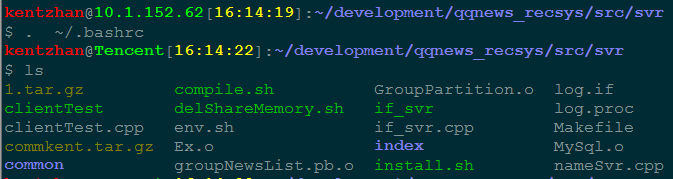 kentzhan@10.1.152.62[16:14:19]:~/development/qqnews_recsys/src/svr
$ . ~/.bashrc
kentzhan@Tencent[16:14:22]:~/development/qqnews_recsys/src/svr
$ ls
1.tar.gz compile.sh GroupPartition.o log.if
clientTest delShareMemory.sh if_svr log.proc
clientTest.cpp env.sh if_svr.cpp Makefile
commkent.tar.gz Ex.o index MySql.o
common groupNewsList.pb.o install.sh nameSvr.cpp